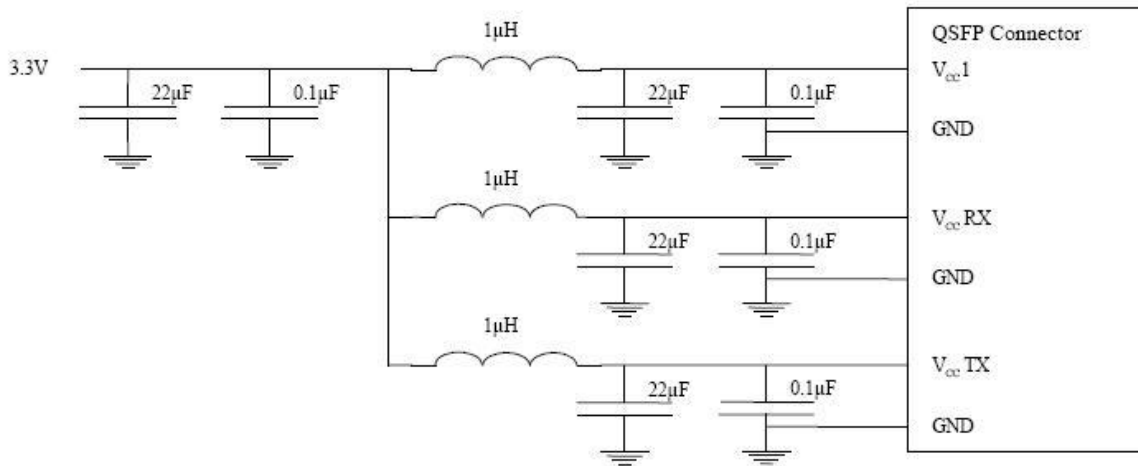 1μH
QSFP Connector
3.3V
Vcc1
22μF
0.1μF
22μF
0.1μF
GND
1μH
Vcc RX
22μF
0.1μF
GND
1μH
Vcc TX
22μF
0.1μF
GND